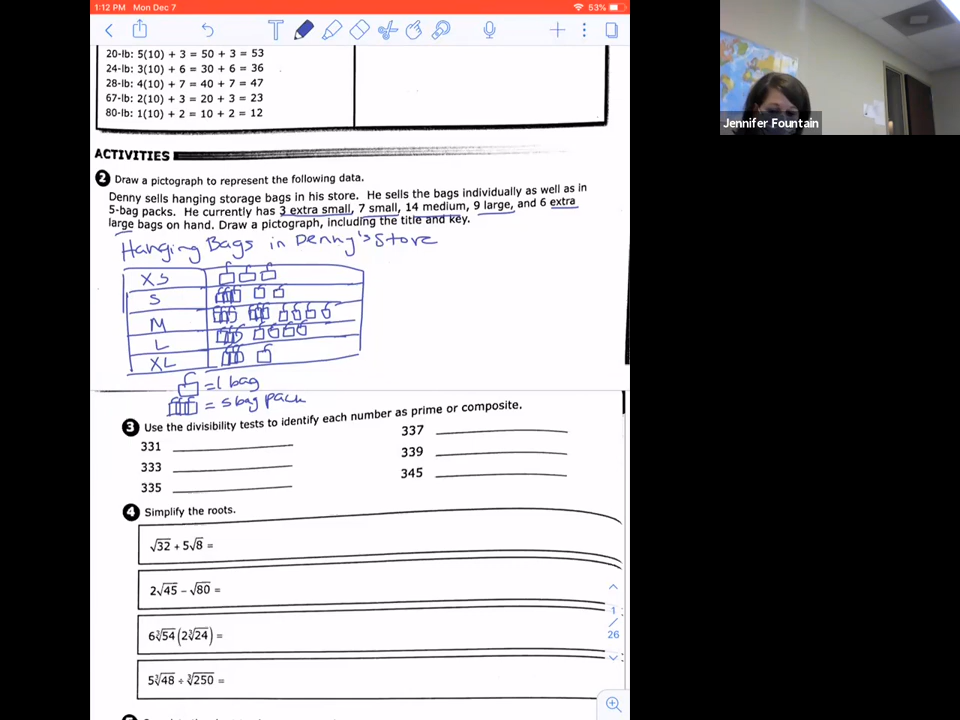 1:12 PM Mon Dec 7
53%
20-lb: 5(10) + 3 = 50 + 3 = 53
24-lb: 3(10) + 6 = 30 + 6 = 36
28-lb: 4(10) + 7 = 40 + 7 = 47
67-lb: 2(10) + 3 = 20 + 3 = 23
80-lb: 1(10) + 2 = 10 + 2 = 12
Jennifer Fountain
ACTIVITIES
2 Draw a pictograph to represent the following data.
Denny sells hanging storage bags in his store. He sells the bags individually as well as in
5-bag packs. He currently has 3 extra small, 7 small, 14 medium, 9 large, and 6 extra
large bags on hand. Draw a pictograph, including the title and key.
Hanging Bags in Denny's Store
XS
S
M
L
XL
= 1 bag
= 5 bag pack
3 Use the divisibility tests to identify each number as prime or composite.
331 337
333 339
335 345
4 Simplify the roots.
√32 + 5√8 =
2√45 − √80 =
6∛54 (2∛24) =
5∛48 ÷ ∛250 =
1
/
26